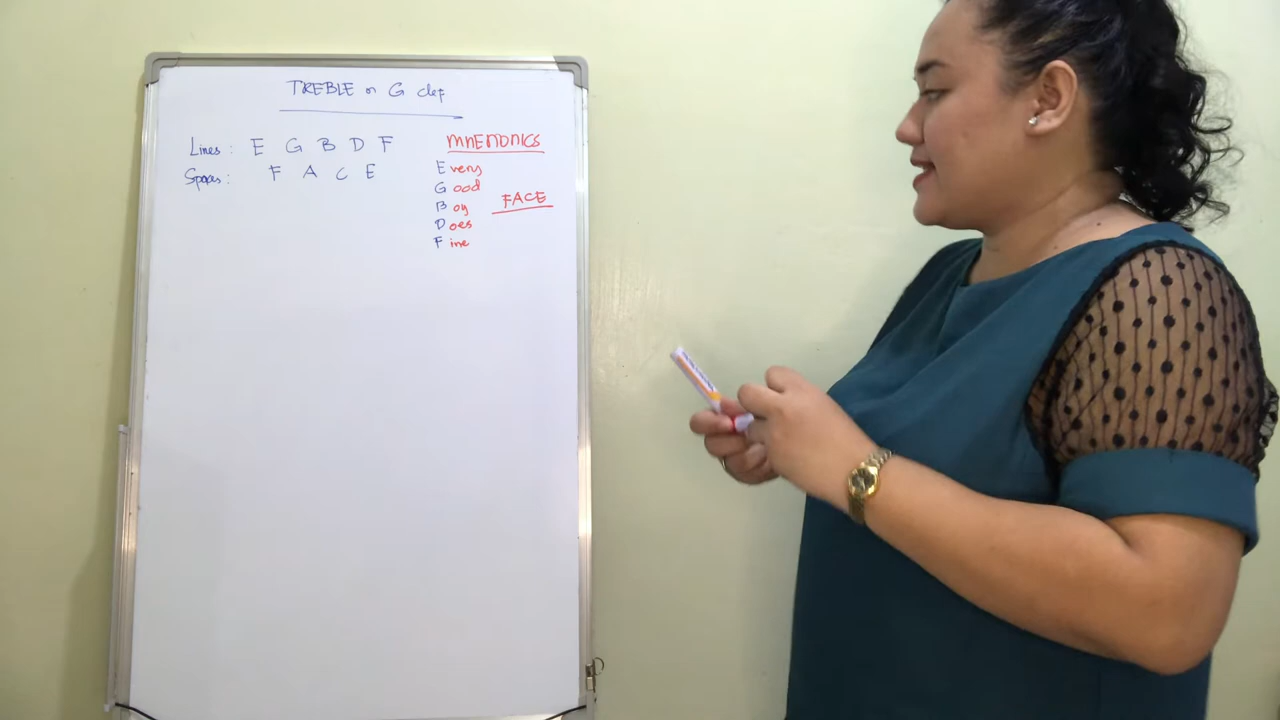 TREBLE or G clef
Lines: E G B D F
Spaces: F A C E
MNEMONICS
Every
Good
Boy
Does
Fine
FACE